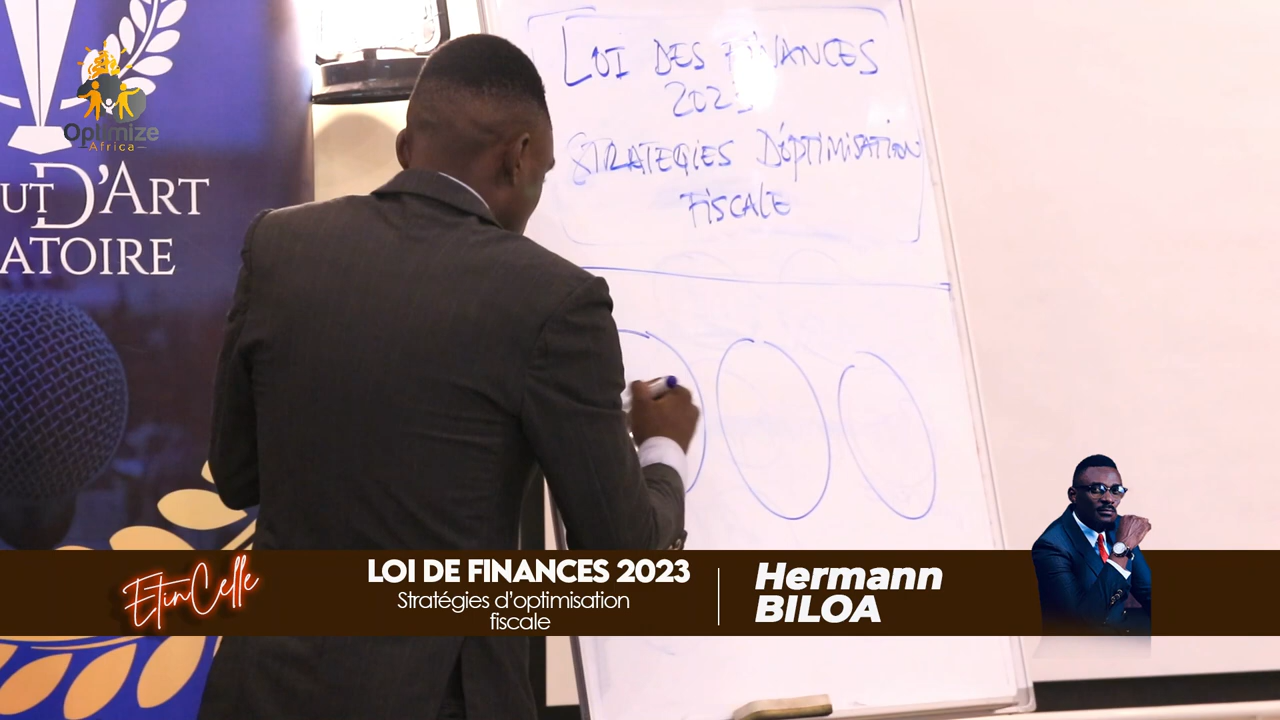 Optimize
Africa
UT D'ART
ATOIRE
LOI DES FINANCES
2023
STRATEGIES D'OPTIMISATION
FISCALE
EtinCelle
LOI DE FINANCES 2023
Stratégies d'optimisation
fiscale
Hermann
BILOA